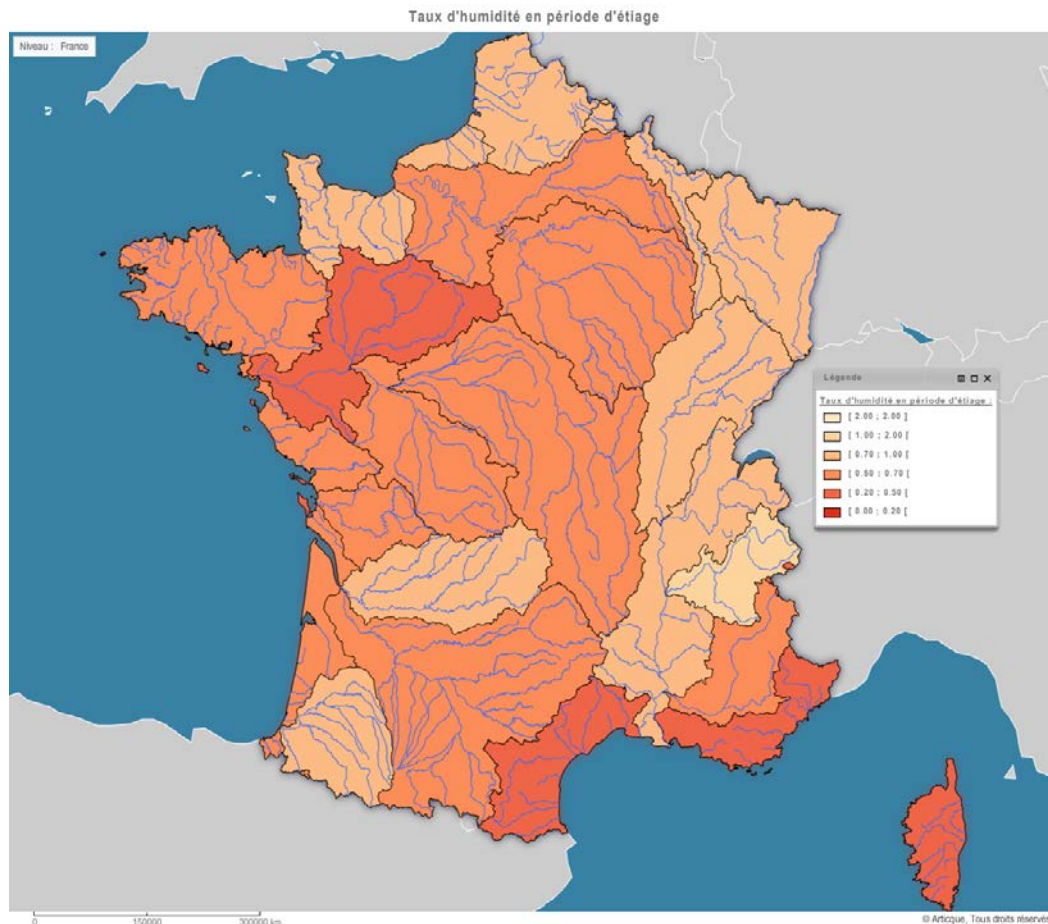 Taux d'humidité en période d'étiage
Niveau : France
Légende
Taux d'humidité en période d'étiage :
[ 2.00 ; 2.00 ]
[ 1.00 ; 2.00 [
[ 0.70 ; 1.00 [
[ 0.50 ; 0.70 [
[ 0.20 ; 0.50 [
[ 0.00 ; 0.20 [
0 150000 300000 km
© Articque, Tous droits réservés